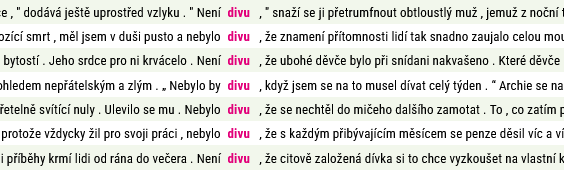 e , " dodává ještě uprostřed vzlyku . " Není divu , " snaží se ji přetrumfnout obtloustlý muž , jemuž z noční t
ozící smrt , měl jsem v duši pusto a nebylo divu , že znamení přítomnosti lidí tak snadno zaujalo celou mou
bytostí . Jeho srdce pro ni krvácelo . Není divu , že ubohé děvče bylo při snídani nakvašeno . Které děvče
ohledem nepřátelským a zlým . „ Nebylo by divu , když jsem se na to musel dívat celý týden . “ Archie se na
řetelně svítící nuly . Ulevilo se mu . Nebylo divu , že se nechtěl do mičeho dalšího zamotat . To , co zatím p
protože vždycky žil pro svoji práci , nebylo divu , že s každým přibývajícím měsícem se penze děsil víc a ví
i příběhy krmí lidi od rána do večera . Není divu , že citově založená dívka si to chce vyzkoušet na vlastní k